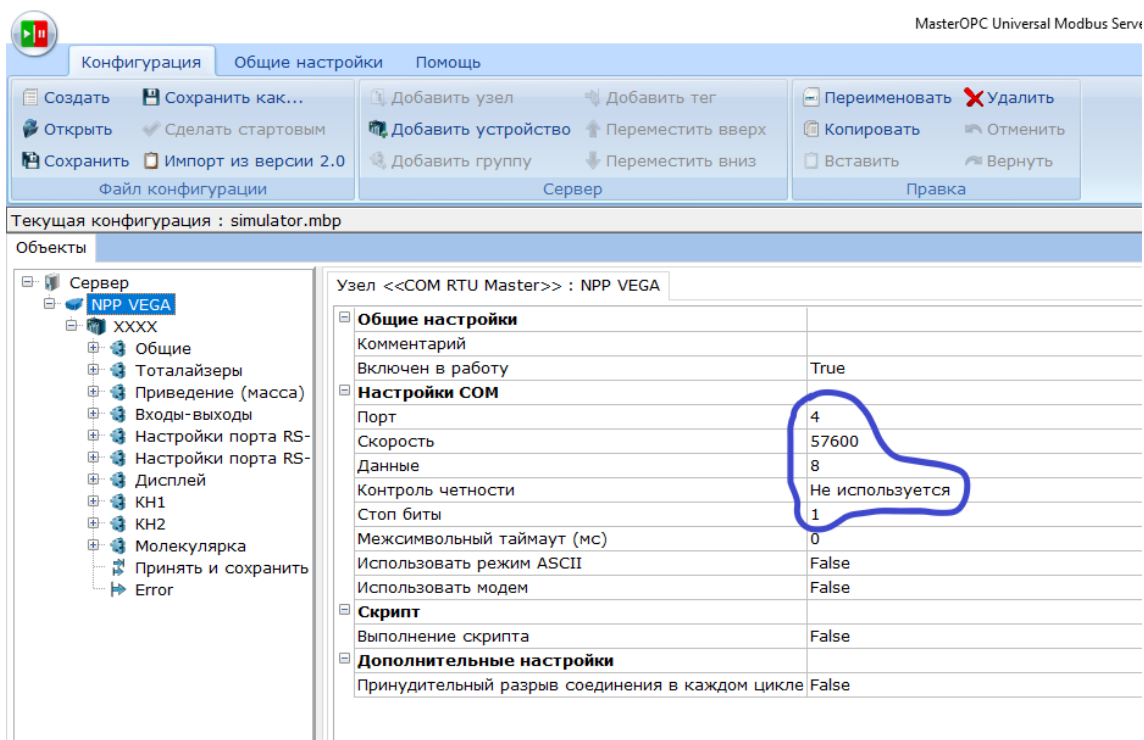 MasterOPC Universal Modbus Serve
Конфигурация Общие настройки Помощь
Создать Сохранить как... Добавить узел Добавить тег Переименовать Удалить
Открыть Сделать стартовым Добавить устройство Переместить вверх Копировать Отменить
Сохранить Импорт из версии 2.0 Добавить группу Переместить вниз Вставить Вернуть
Файл конфигурации Сервер Правка
Текущая конфигурация : simulator.mbp
Объекты
Сервер
NPP VEGA
XXXX
Общие
Тоталайзеры
Приведение (масса)
Входы-выходы
Настройки порта RS-
Настройки порта RS-
Дисплей
КН1
КН2
Молекулярка
Принять и сохранить
Error
Узел <<COM RTU Master>> : NPP VEGA
Общие настройки
Комментарий
Включен в работу True
Настройки COM
Порт 4
Скорость 57600
Данные 8
Контроль четности Не используется
Стоп биты 1
Межсимвольный таймаут (мс) 0
Использовать режим ASCII False
Использовать модем False
Скрипт
Выполнение скрипта False
Дополнительные настройки
Принудительный разрыв соединения в каждом цикле False